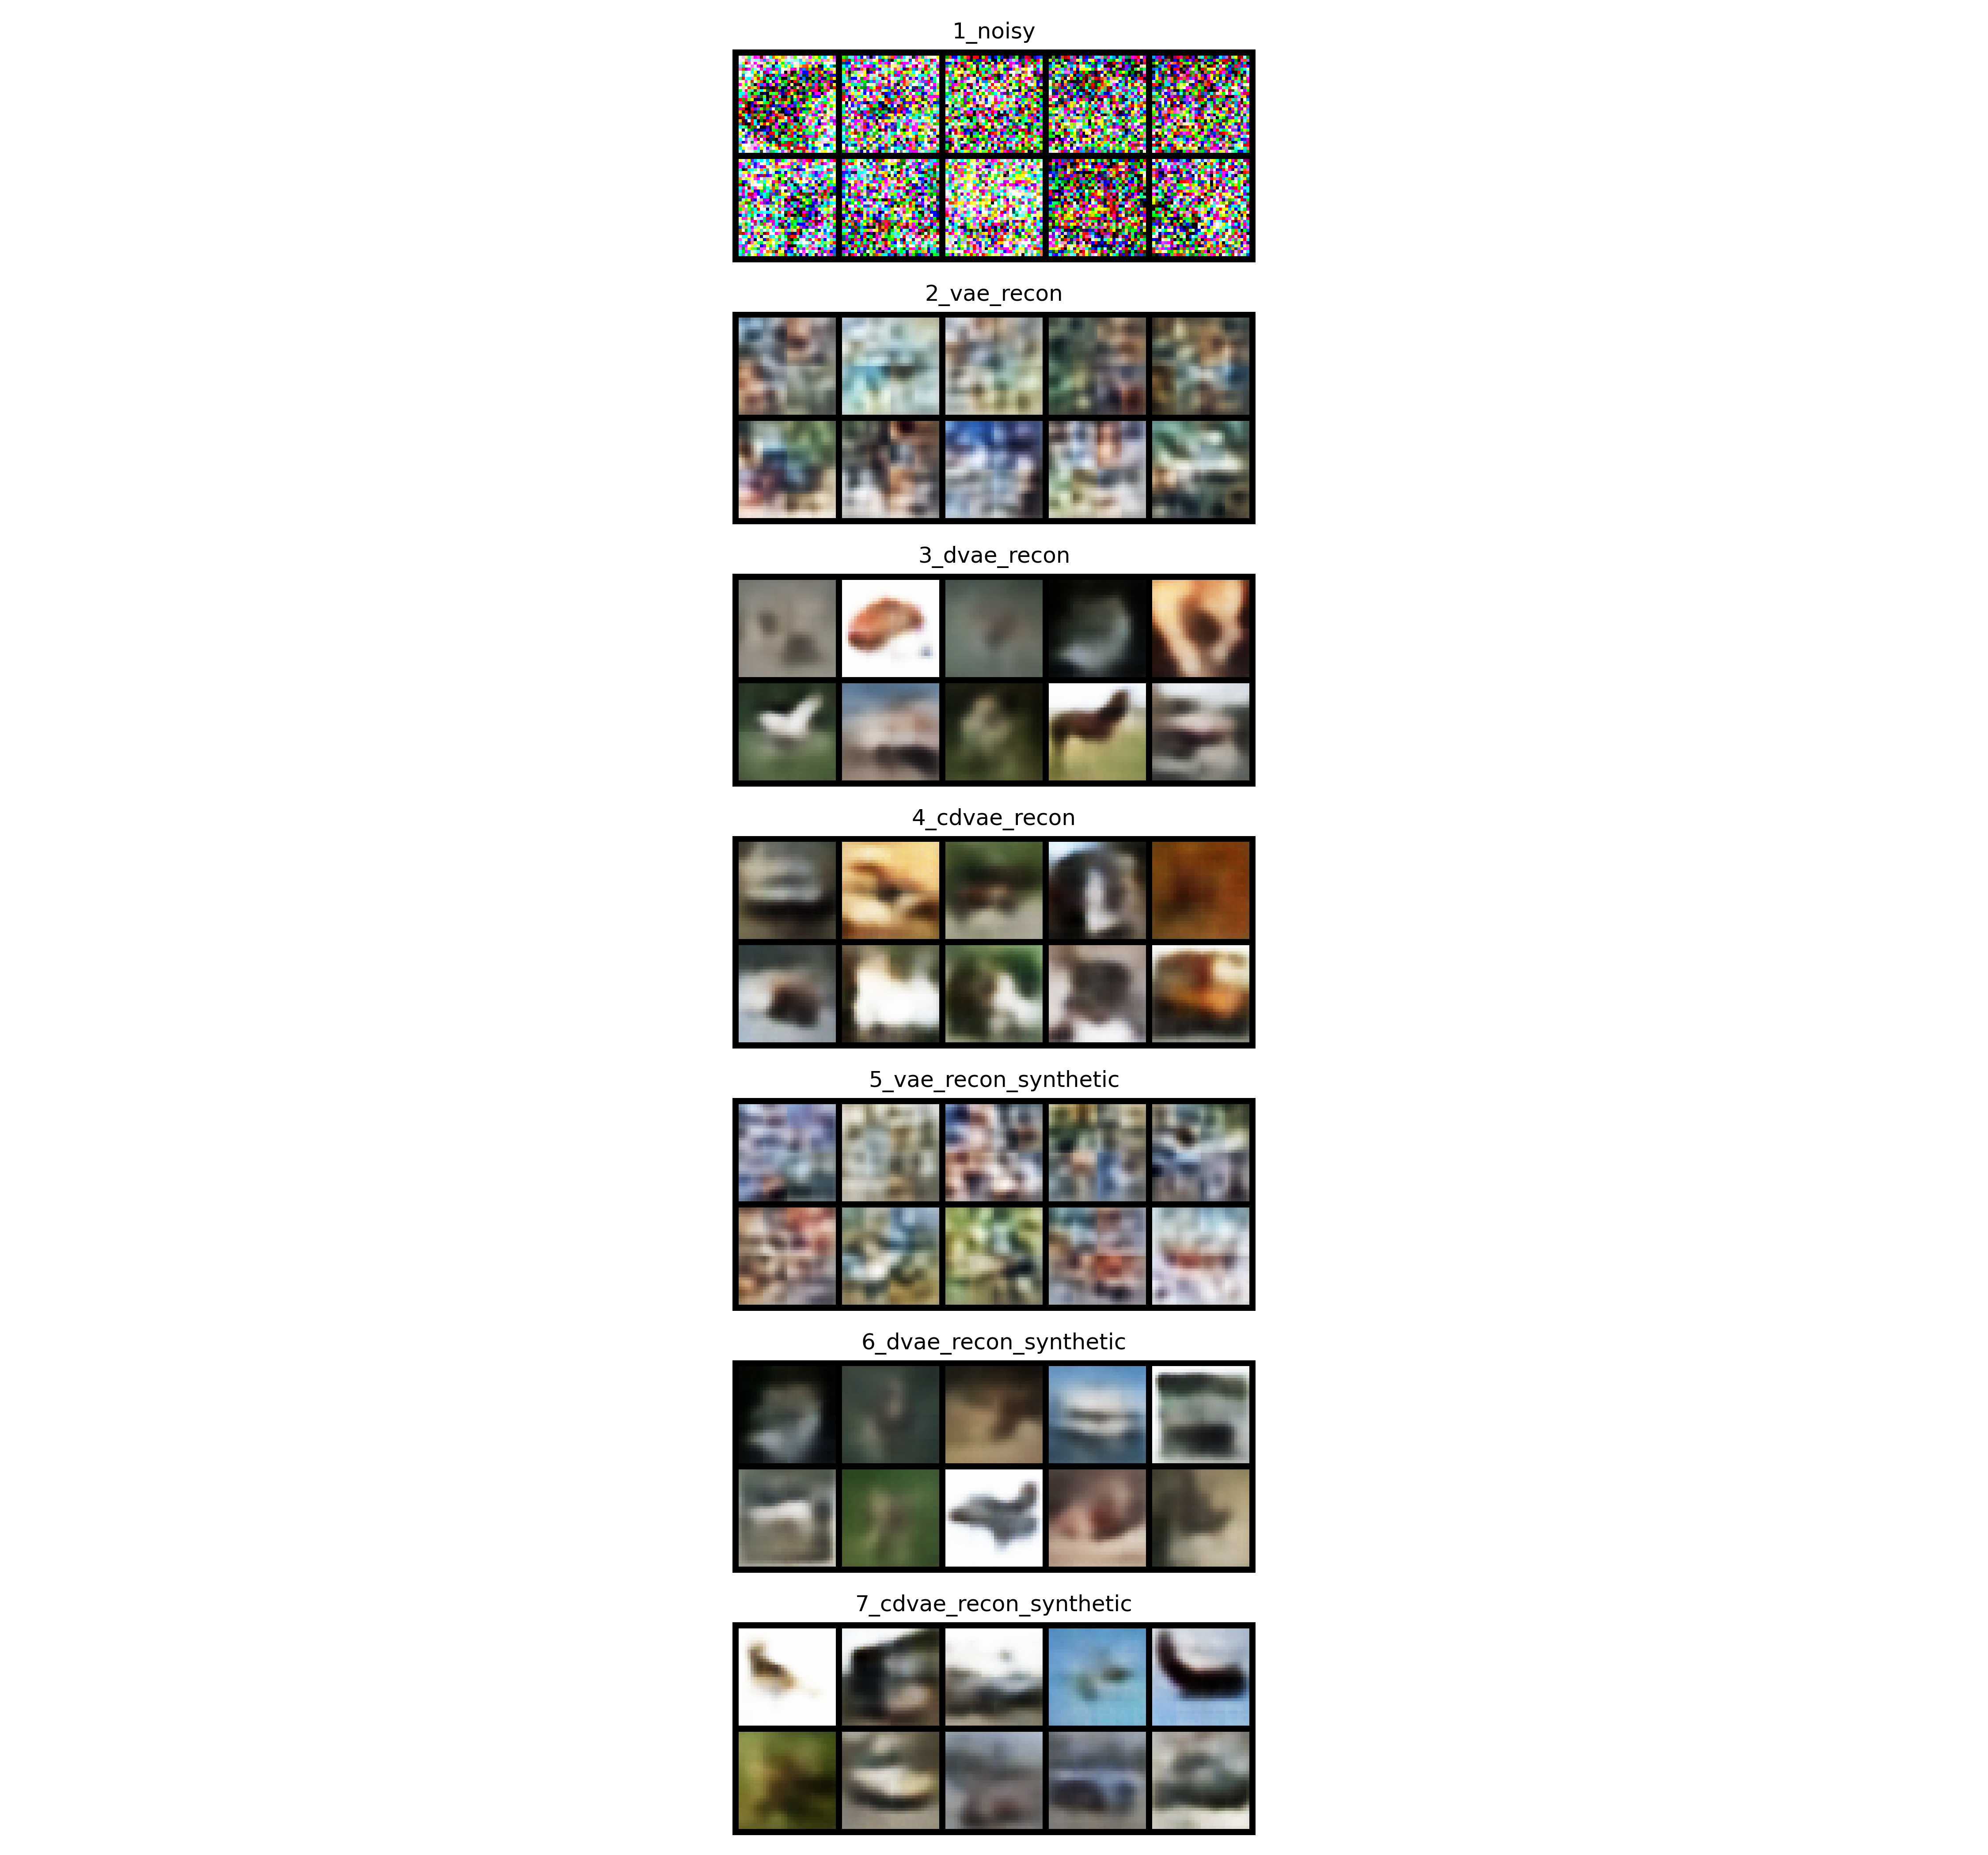 1_noisy
2_vae_recon
3_dvae_recon
4_cdvae_recon
5_vae_recon_synthetic
6_dvae_recon_synthetic
7_cdvae_recon_synthetic